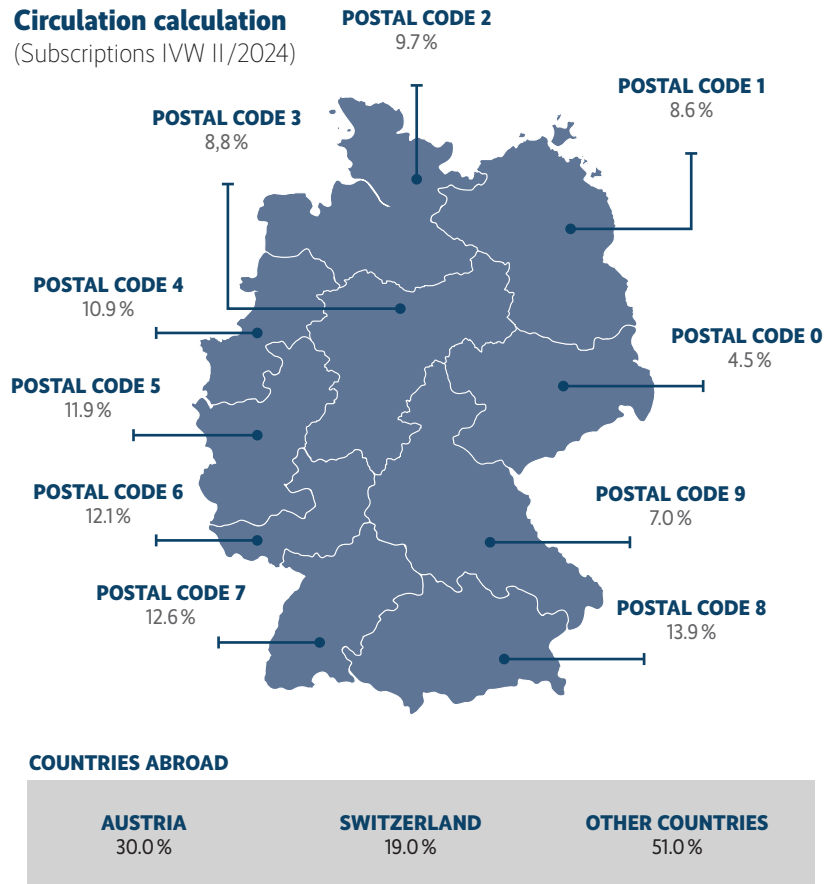 Circulation calculation
(Subscriptions IVW II/2024)
POSTAL CODE 2
9.7 %
POSTAL CODE 1
8.6 %
POSTAL CODE 3
8,8 %
POSTAL CODE 4
10.9 %
POSTAL CODE 0
4.5 %
POSTAL CODE 5
11.9 %
POSTAL CODE 6
12.1 %
POSTAL CODE 9
7.0 %
POSTAL CODE 7
12.6 %
POSTAL CODE 8
13.9 %
COUNTRIES ABROAD
AUSTRIA SWITZERLAND OTHER COUNTRIES
30.0 % 19.0 % 51.0 %